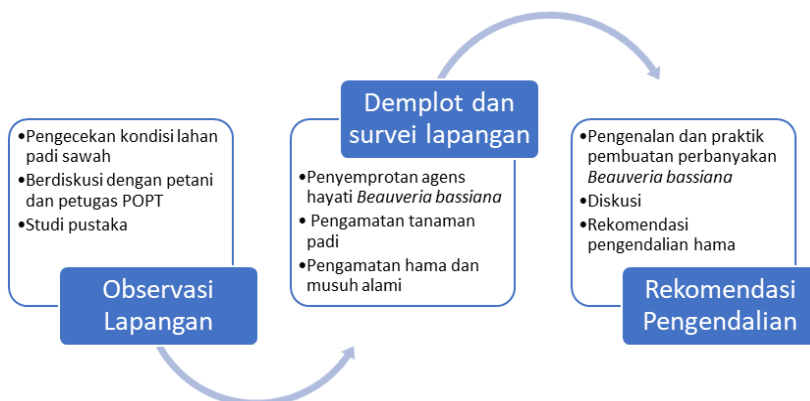 •Pengecekan kondisi lahan
padi sawah
•Berdiskusi dengan petani
dan petugas POPT
•Studi pustaka
Observasi
Lapangan
Demplot dan
survei lapangan
•Penyemprotan agens
hayati Beauveria bassiana
• Pengamatan tanaman
padi
•Pengamatan hama dan
musuh alami
•Pengenalan dan praktik
pembuatan perbanyakan
Beauveria bassiana
•Diskusi
•Rekomendasi
pengendalian hama
Rekomendasi
Pengendalian